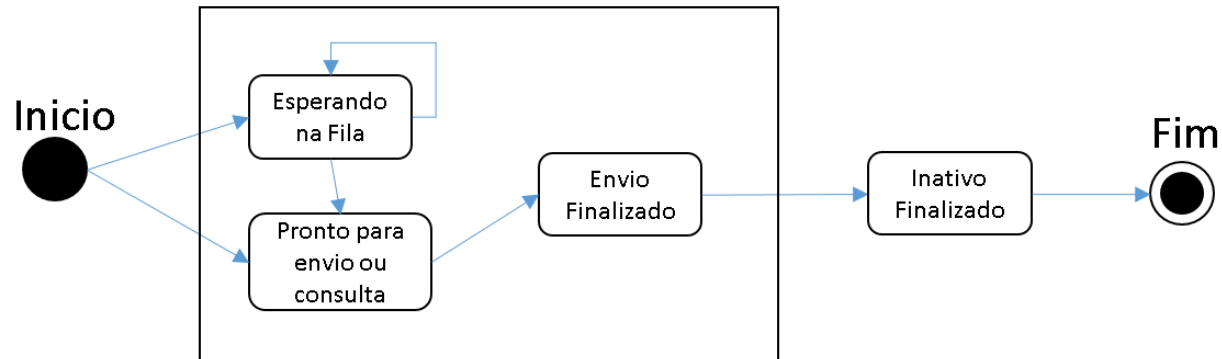 Inicio
Esperando
na Fila
Pronto para
envio ou
consulta
Envio
Finalizado
Inativo
Finalizado
Fim